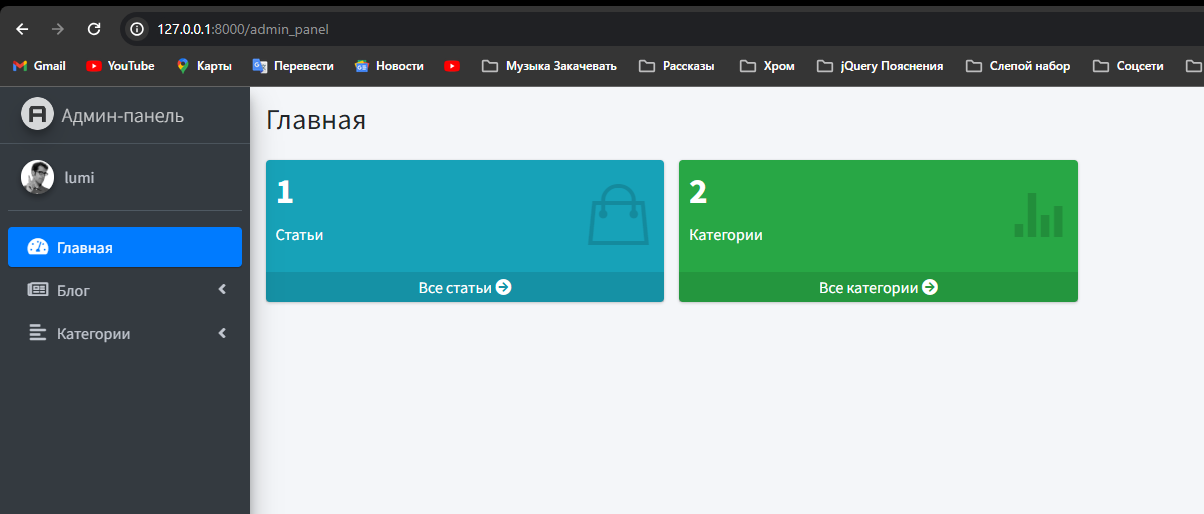 127.0.0.1:8000/admin_panel
Gmail YouTube Карты Перевести Новости Музыка Закачевать Рассказы Хром jQuery Пояснения Слепой набор Соцсети
Админ-панель
lumi
Главная
Блог
Категории
Главная
1
Статьи
Все статьи
2
Категории
Все категории